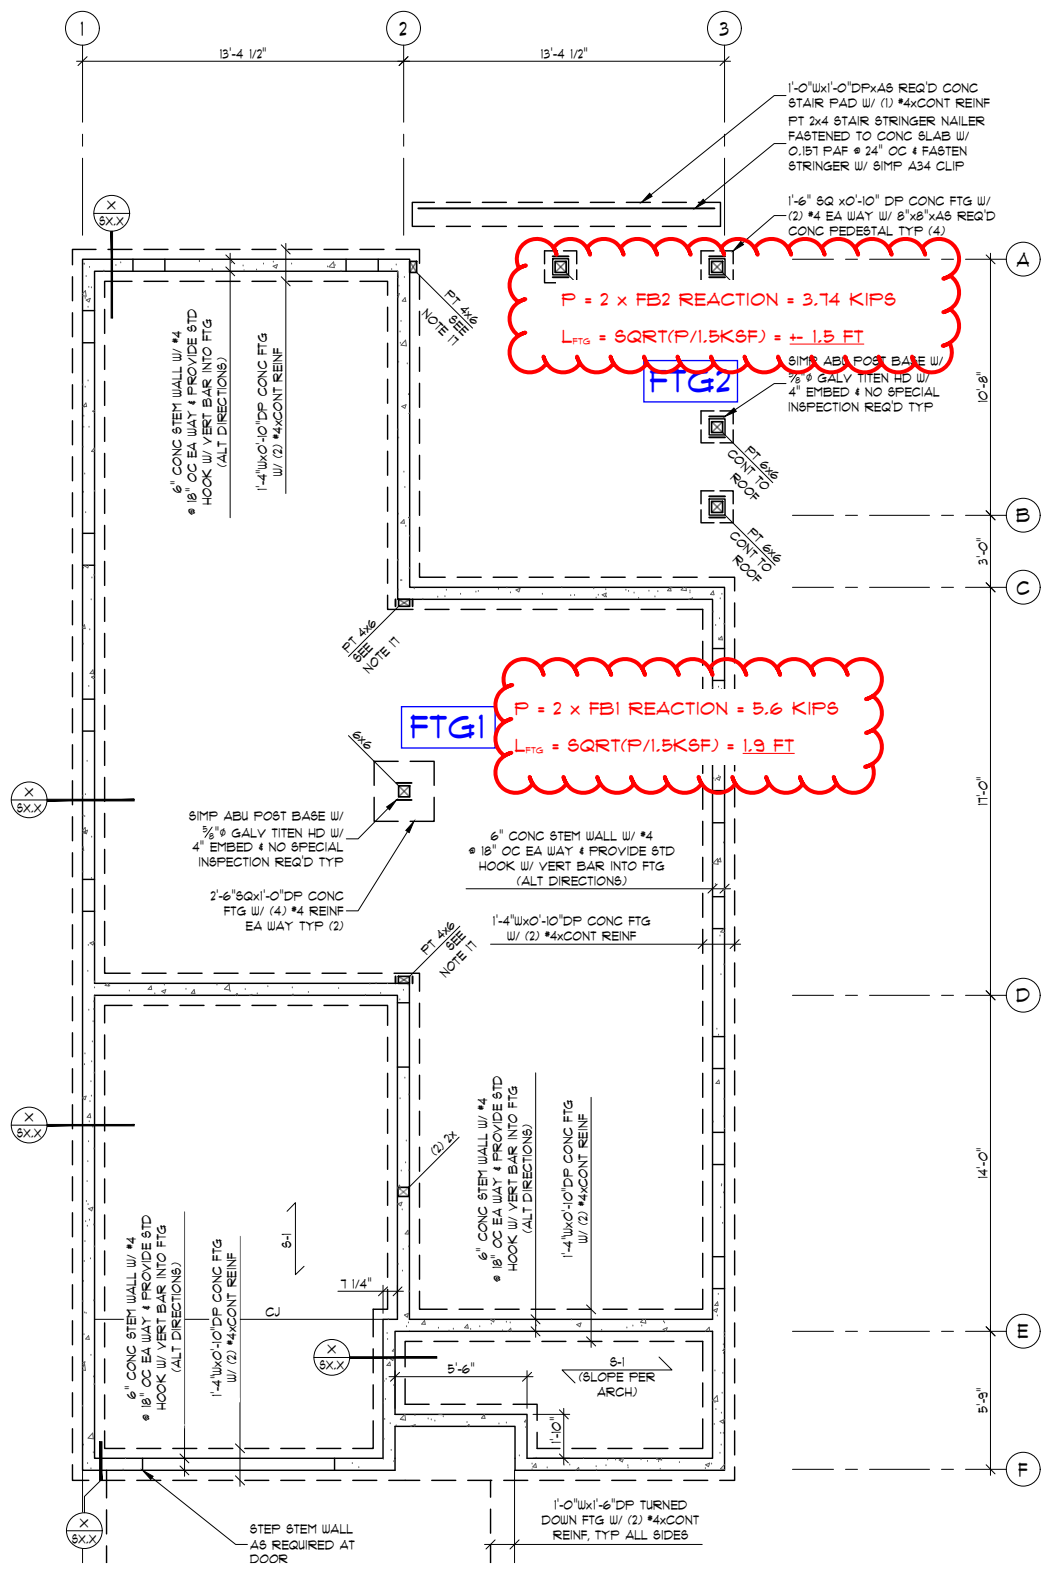 1
2
3
13'-4 1/2"
13'-4 1/2"
1'-0"Wx1'-0"DPxAS REQ'D CONC
STAIR PAD W/ (1) #4xCONT REINF
PT 2x4 STAIR STRINGER NAILER
FASTENED TO CONC SLAB W/
0.157 PAF @ 24" OC & FASTEN
STRINGER W/ SIMP A34 CLIP
1'-6" SQ x0'-10" DP CONC FTG W/
(2) #4 EA WAY W/ 8"x8"xAS REQ'D
CONC PEDESTAL TYP (4)
X
SX.X
A
P = 2 x FB2 REACTION = 3.74 KIPS
LFTG = SQRT(P/1.5KSF) = +- 1.5 FT
FTG2
SIMP ABU POST BASE W/
5/8"Ø GALV TITEN HD W/
4" EMBED & NO SPECIAL
INSPECTION REQ'D TYP
10'-8"
PT 4x6
SEE
NOTE 17
6" CONC STEM WALL W/ #4
@ 18" OC EA WAY & PROVIDE STD
HOOK W/ VERT BAR INTO FTG
(ALT DIRECTIONS)
1'-4"Wx0'-10"DP CONC FTG
W/ (2) #4xCONT REINF
PT 6x6
CONT TO
ROOF
B
PT 6x6
CONT TO
ROOF
3'-0"
C
PT 4x6
SEE
NOTE 17
P = 2 x FB1 REACTION = 5.6 KIPS
LFTG = SQRT(P/1.5KSF) = 1.9 FT
FTG1
6x6
X
SX.X
17'-0"
SIMP ABU POST BASE W/
5/8"Ø GALV TITEN HD W/
4" EMBED & NO SPECIAL
INSPECTION REQ'D TYP
6" CONC STEM WALL W/ #4
@ 18" OC EA WAY & PROVIDE STD
HOOK W/ VERT BAR INTO FTG
(ALT DIRECTIONS)
2'-6"SQx1'-0"DP CONC
FTG W/ (4) #4 REINF
EA WAY TYP (2)
1'-4"Wx0'-10"DP CONC FTG
W/ (2) #4xCONT REINF
PT 4x6
SEE
NOTE 17
D
X
SX.X
(2) 2x
6" CONC STEM WALL W/ #4
@ 18" OC EA WAY & PROVIDE STD
HOOK W/ VERT BAR INTO FTG
(ALT DIRECTIONS)
1'-4"Wx0'-10"DP CONC FTG
W/ (2) #4xCONT REINF
14'-0"
S-1
7 1/4"
CJ
6" CONC STEM WALL W/ #4
@ 18" OC EA WAY & PROVIDE STD
HOOK W/ VERT BAR INTO FTG
(ALT DIRECTIONS)
1'-4"Wx0'-10"DP CONC FTG
W/ (2) #4xCONT REINF
E
X
SX.X
5'-6"
S-1
(SLOPE PER
ARCH)
5'-9"
1'-10"
F
X
SX.X
STEP STEM WALL
AS REQUIRED AT
DOOR
1'-0"Wx1'-6"DP TURNED
DOWN FTG W/ (2) #4xCONT
REINF, TYP ALL SIDES